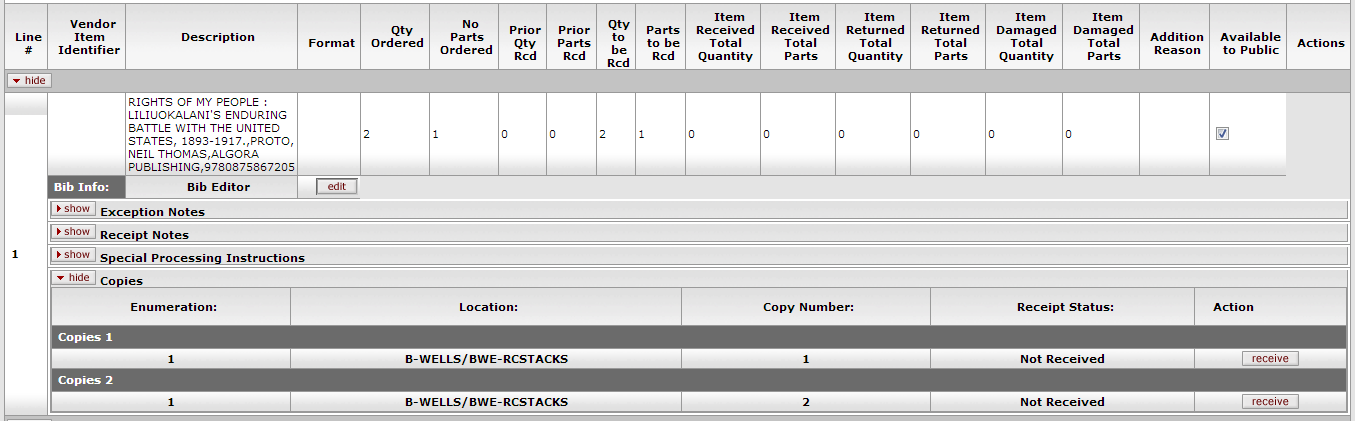 Line # Vendor Item Identifier Description Format Qty Ordered No Parts Ordered Prior Qty Rcd Prior Parts Rcd Qty to be Rcd Parts to be Rcd Item Received Total Quantity Item Received Total Parts Item Returned Total Quantity Item Returned Total Parts Item Damaged Total Quantity Item Damaged Total Parts Addition Reason Available to Public Actions
hide
RIGHTS OF MY PEOPLE :
LILIUOKALANI'S ENDURING
BATTLE WITH THE UNITED
STATES, 1893-1917.,PROTO,
NEIL THOMAS,ALGORA
PUBLISHING,9780875867205
2 1 0 0 2 1 0 0 0 0 0 0
Bib Info: Bib Editor edit
show Exception Notes
show Receipt Notes
1
show Special Processing Instructions
hide Copies
Enumeration: Location: Copy Number: Receipt Status: Action
Copies 1
1 B-WELLS/BWE-RCSTACKS 1 Not Received receive
Copies 2
1 B-WELLS/BWE-RCSTACKS 2 Not Received receive